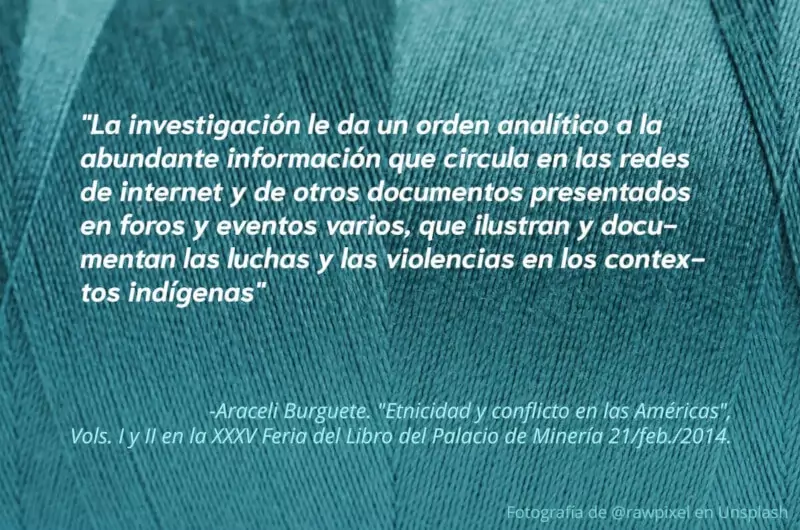 "La investigación le da un orden analítico a la
abundante información que circula en las redes
de internet y de otros documentos presentados
en foros y eventos varios, que ilustran y docu-
mentan las luchas y las violencias en los contex-
tos indígenas"
-Araceli Burguete. "Etnicidad y conflicto en las Américas",
Vols. I y II en la XXXV Feria del Libro del Palacio de Minería 21/feb./2014.
Fotografía de @rawpixel en Unsplash